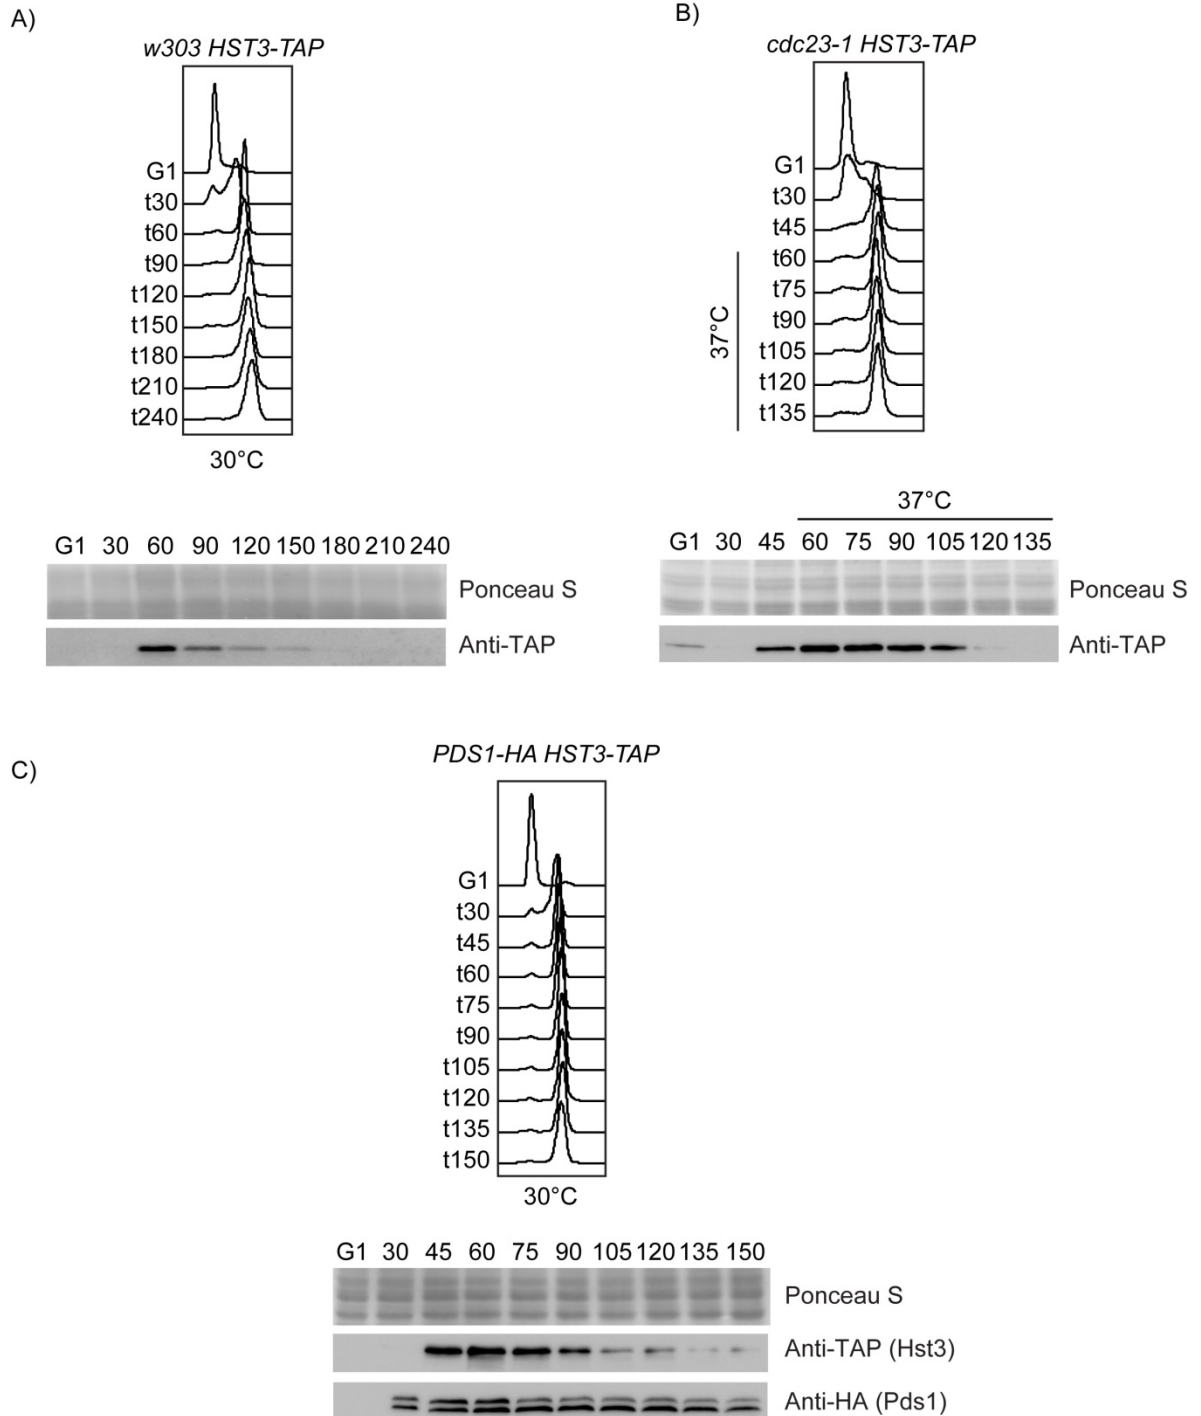 A)
w303 HST3-TAP
G1
t30
t60
t90
t120
t150
t180
t210
t240
30°C
G1 30 60 90 120 150 180 210 240
Ponceau S
Anti-TAP
B)
cdc23-1 HST3-TAP
G1
t30
t45
t60
t75
t90
t105
t120
t135
37°C
37°C
G1 30 45 60 75 90 105 120 135
Ponceau S
Anti-TAP
C)
PDS1-HA HST3-TAP
G1
t30
t45
t60
t75
t90
t105
t120
t135
t150
30°C
G1 30 45 60 75 90 105 120 135 150
Ponceau S
Anti-TAP (Hst3)
Anti-HA (Pds1)